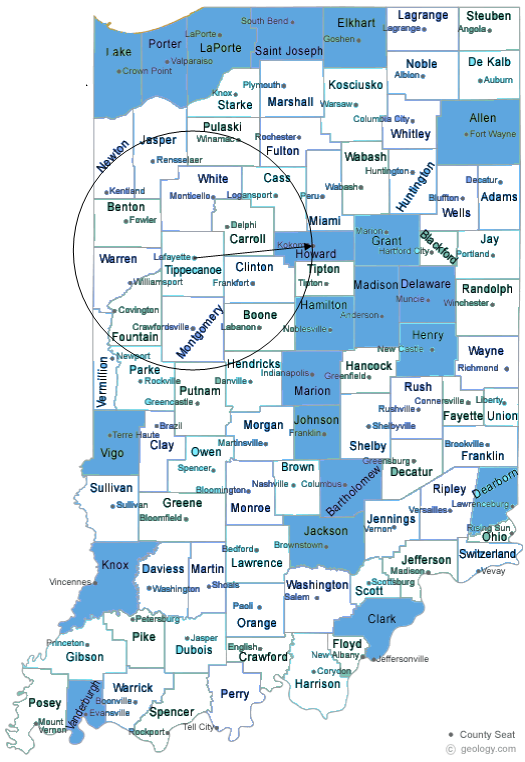 Lagrange
Steuben
South Bend
Elkhart
LaPorte
Lagrange
Angola
Porter
Goshen
Lake
LaPorte
Saint Joseph
Valparaiso
Noble
De Kalb
Crown Point
Albion
Auburn
Plymouth
Kosciusko
Knox
Starke
Marshall
Warsaw
Columbia City
Allen
Pulaski
Fort Wayne
Winamac
Rochester
Whitley
Jasper
Fulton
Newton
Rensselaer
Wabash
Huntington
Huntington
White
Cass
Decatur
Kentland
Monticello
Logansport
Peru
Wabash
Bluffton
Adams
Benton
Wells
Fowler
Miami
Delphi
Marion
Carroll
Kokomo
Grant
Blackford
Jay
Hartford City
Warren
Lafayette
Howard
Portland
Tippecanoe
Clinton
Tipton
Williamsport
Frankfort
Tipton
Madison
Delaware
Randolph
Muncie
Covington
Hamilton
Winchester
Boone
Anderson
Crawfordsville
Montgomery
Lebanon
Noblesville
Fountain
Henry
Newport
New Castle
Wayne
Vermillion
Parke
Hendricks
Hancock
Richmond
Rockville
Danville
Indianapolis
Greenfield
Putnam
Marion
Rush
Greencastle
Connersville
Liberty
Rushville
Fayette
Union
Brazil
Morgan
Johnson
Shelbyville
Terre Haute
Franklin
Clay
Martinsville
Shelby
Brookville
Vigo
Owen
Franklin
Greensburg
Spencer
Brown
Decatur
Sullivan
Bloomington
Nashville
Columbus
Bartholomew
Ripley
Dearborn
Greene
Sullivan
Monroe
Versailles
Lawrenceburg
Bloomfield
Jennings
Jackson
Vernon
Rising Sun
Ohio
Bedford
Brownstown
Switzerland
Knox
Daviess
Martin
Lawrence
Jefferson
Madison
Vevay
Vincennes
Washington
Shoals
Washington
Scottsburg
Salem
Scott
Paoli
Petersburg
Orange
Clark
Pike
Jasper
Princeton
Dubois
English
Floyd
Gibson
Crawford
New Albany
Jeffersonville
Corydon
Harrison
Posey
Vanderburgh
Warrick
Perry
Boonville
Spencer
Evansville
Mount
Vernon
Rockport
Tell City
County Seat
© geology.com